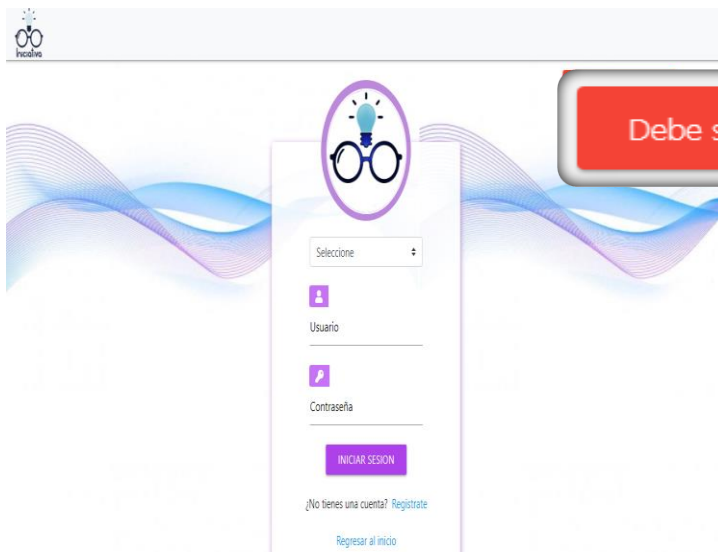 Iniciativa
Debe s
Seleccione
Usuario
Contraseña
INICIAR SESION
¿No tienes una cuenta? Registrate
Regresar al inicio